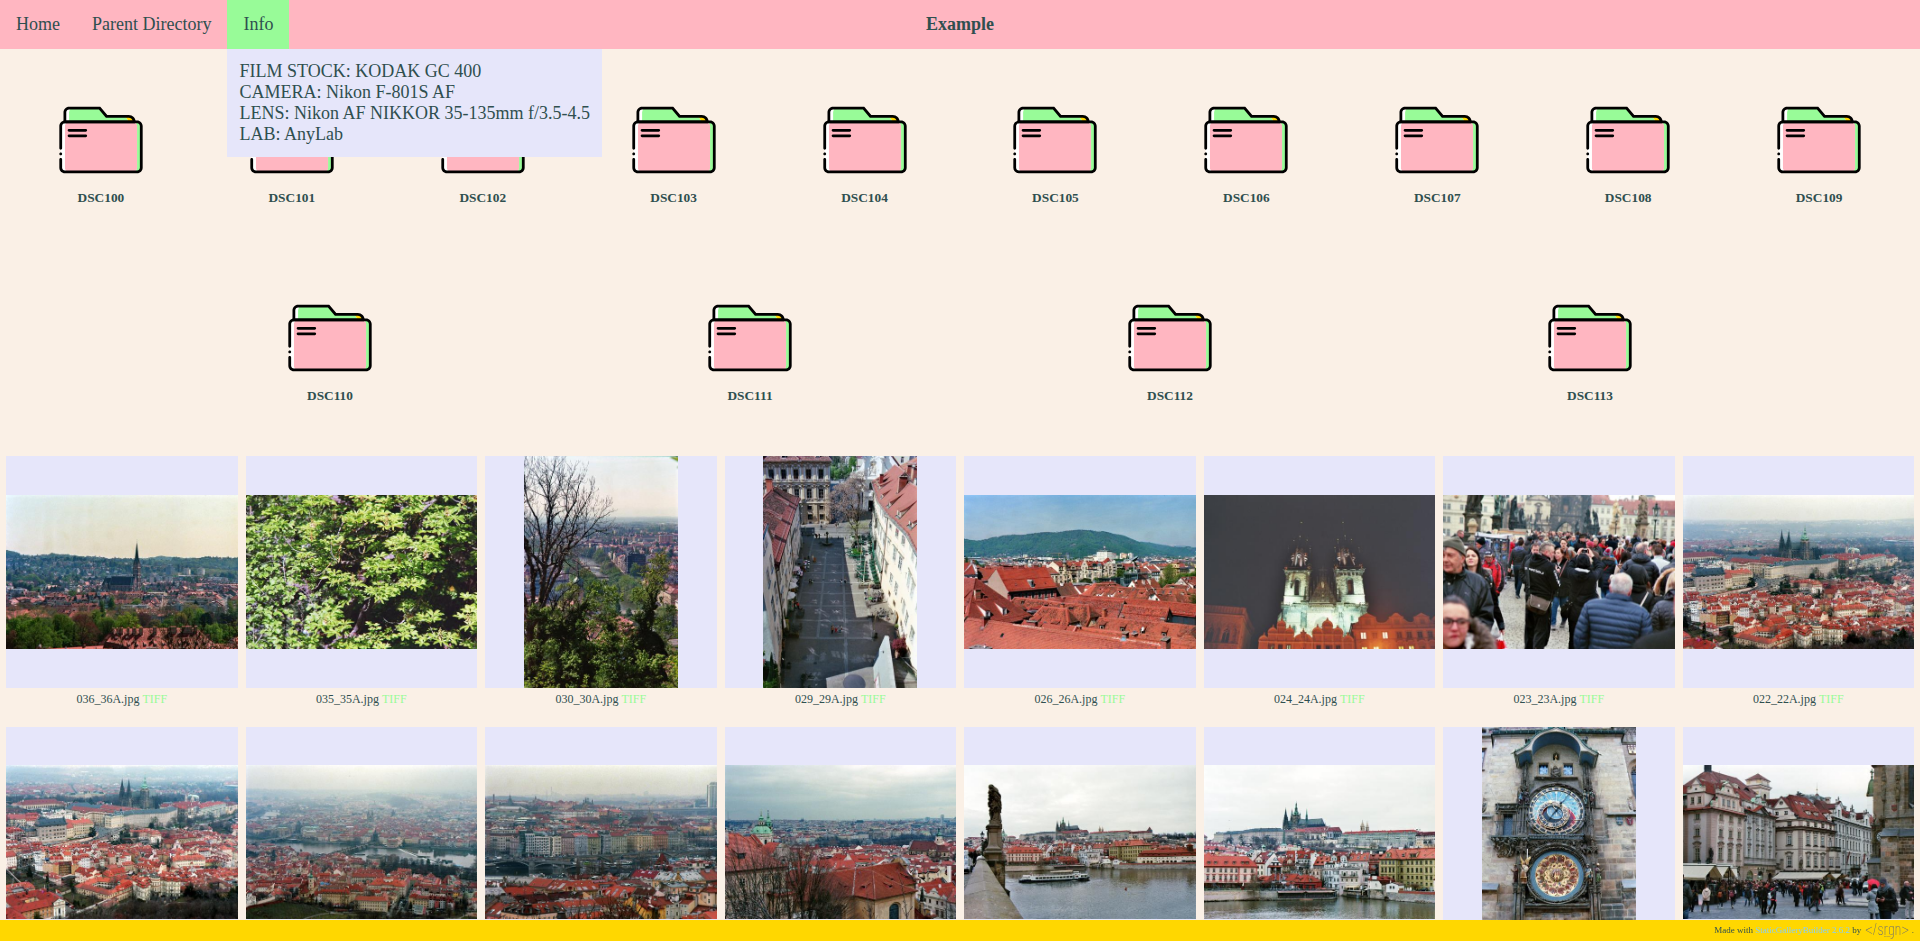 Home Parent Directory Info Example
FILM STOCK: KODAK GC 400
CAMERA: Nikon F-801S AF
LENS: Nikon AF NIKKOR 35-135mm f/3.5-4.5
LAB: AnyLab
DSC100 DSC101 DSC102 DSC103 DSC104 DSC105 DSC106 DSC107 DSC108 DSC109
DSC110 DSC111 DSC112 DSC113
036_36A.jpg TIFF 035_35A.jpg TIFF 030_30A.jpg TIFF 029_29A.jpg TIFF 026_26A.jpg TIFF 024_24A.jpg TIFF 023_23A.jpg TIFF 022_22A.jpg TIFF
Made with by </srgn> .